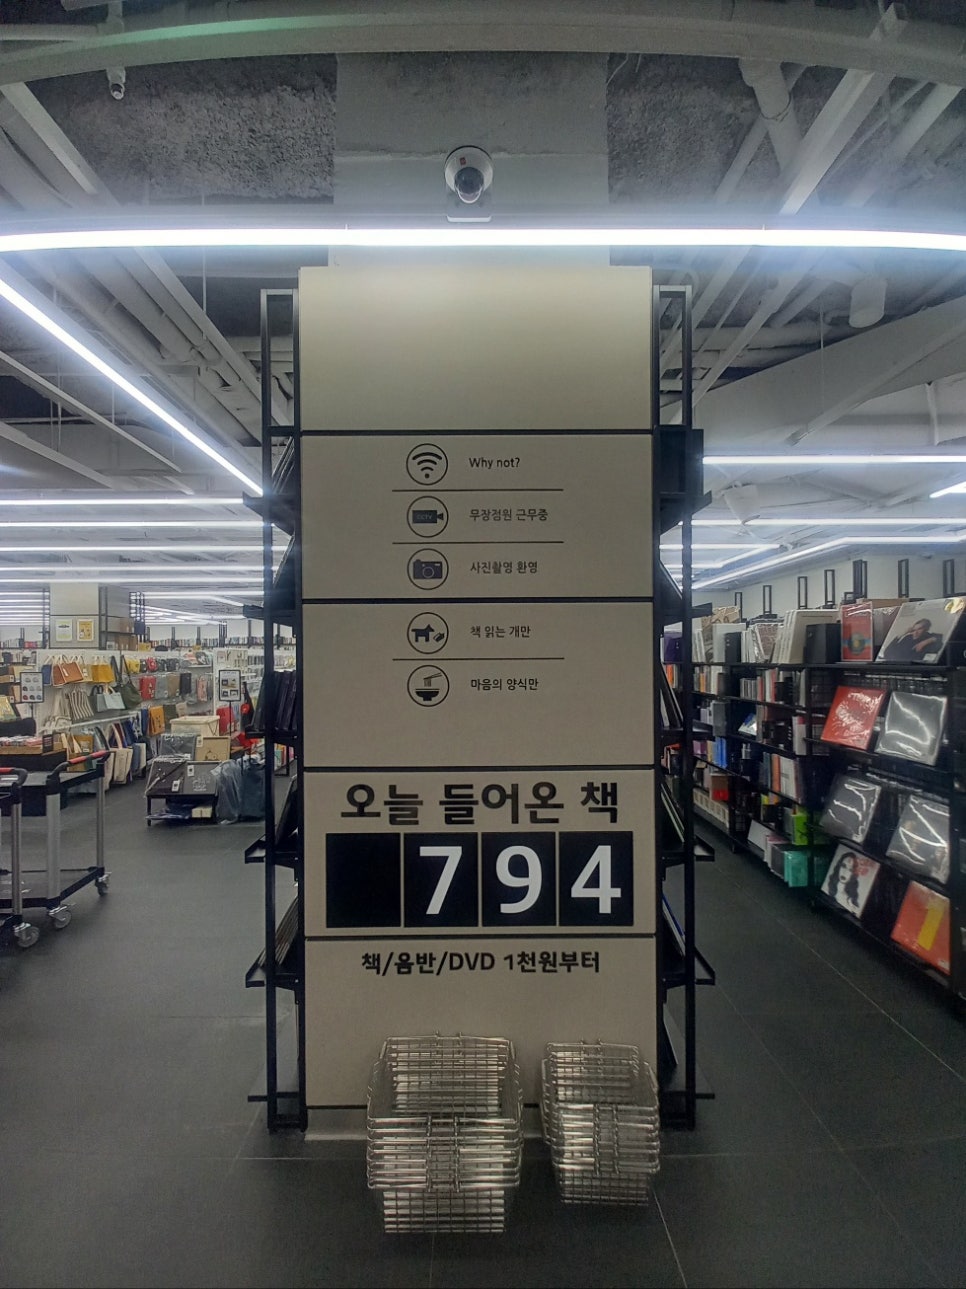 Why not?
CCTV
무장점원 근무중
사진촬영 환영
책 읽는 개만
마음의 양식만
오늘 들어온 책
794
책/음반/DVD 1천원부터